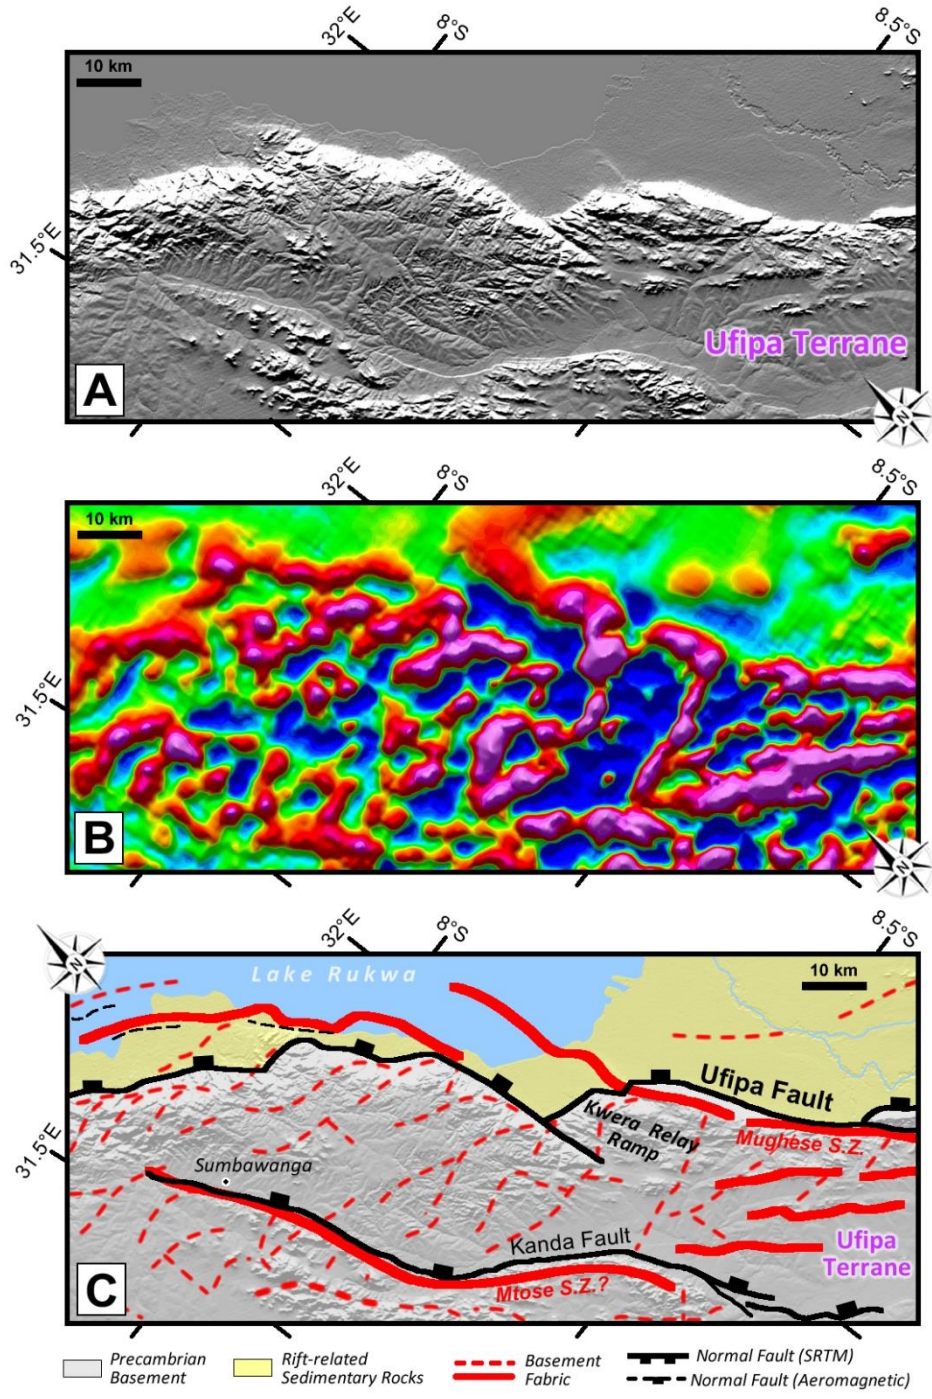 32°E
8°S
8.5°S
10 km
31.5°E
Ufipa Terrane
A
N
32°E
8°S
8.5°S
10 km
31.5°E
B
N
32°E
8°S
8.5°S
N
Lake Rukwa
10 km
Ufipa Fault
Kwera Relay
Ramp
Mughese S.Z.
31.5°E
Sumbawanga
Kanda Fault
Ufipa
Terrane
Mtose S.Z.?
C
Precambrian
Basement
Rift-related
Sedimentary Rocks
Basement
Fabric
Normal Fault (SRTM)
Normal Fault (Aeromagnetic)